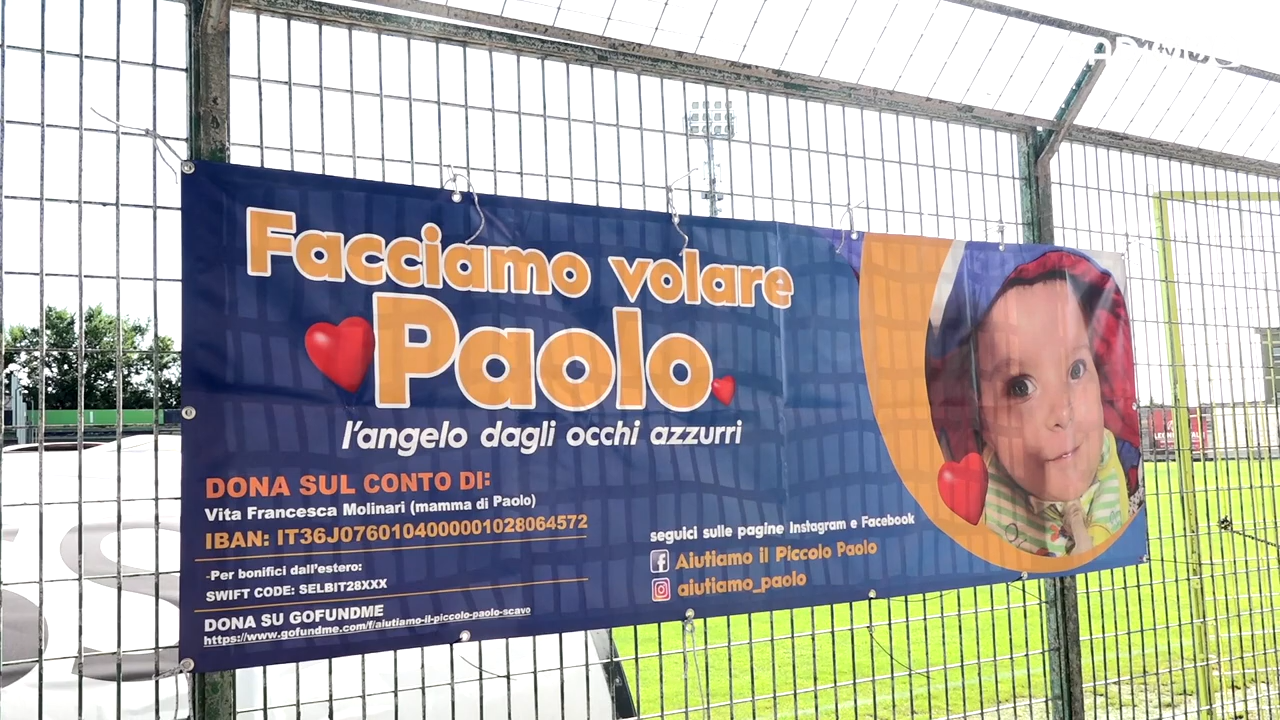 Facciamo volare
Paolo
l'angelo dagli occhi azzurri
DONA SUL CONTO DI:
Vita Francesca Molinari (mamma di Paolo)
IBAN: IT36J0760104000001028064572
-Per bonifici dall'estero:
SWIFT CODE: SELBIT28XXX
DONA SU GOFUNDME
https://www.gofundme.com/f/aiutiamo-il-piccolo-paolo-scavo
seguici sulle pagine Instagram e Facebook
Aiutiamo il Piccolo Paolo
aiutiamo_paolo